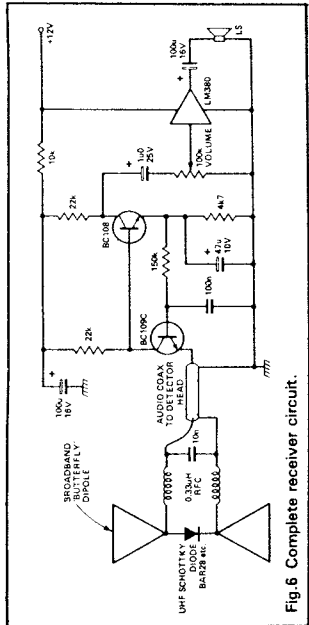 +12V
10k
22k
22k
100u
16V
100u
16V
+
+
LM380
LS
1u0
25V
+
100k
VOLUME
BC108
4k7
150k
+
47u
10V
100n
BC109C
AUDIO COAX
TO DETECTOR
HEAD
10n
0.33uH
RFC
BROADBAND
'BUTTERFLY'
DIPOLE
UHF SCHOTTKY
DIODE
BAR28 etc
Fig.6 Complete receiver circuit.